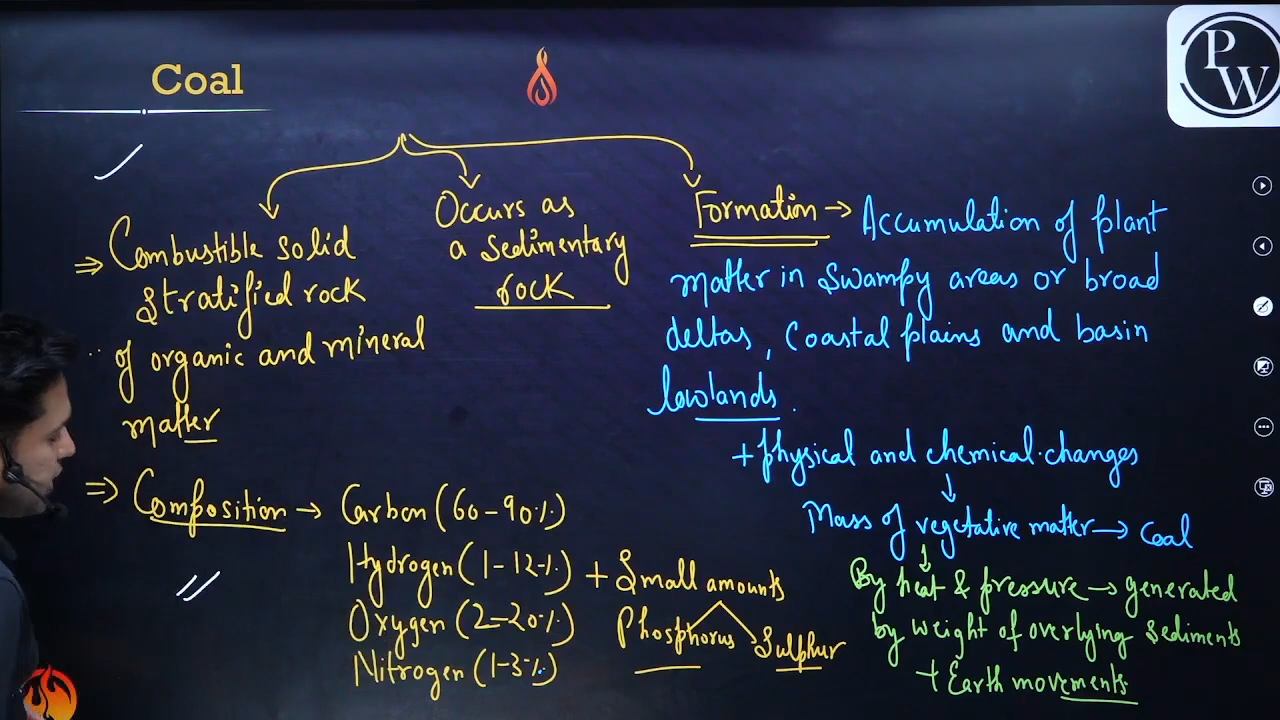 Coal
PW
Combustible solid
stratified rock
of organic and mineral
matter
Occurs as
a sedimentary
rock
Formation → Accumulation of plant
matter in swampy areas or broad
deltas, Coastal plains and basin
lowlands.
+ physical and chemical changes
Mass of vegetative matter → Coal
By heat & pressure → generated
by weight of overlying sediments
+ Earth movements
⇒ Composition → Carbon (60-90%)
Hydrogen (1-12%) + Small amounts
Oxygen (2-20%) Phosphorus Sulphur
Nitrogen (1-3%)